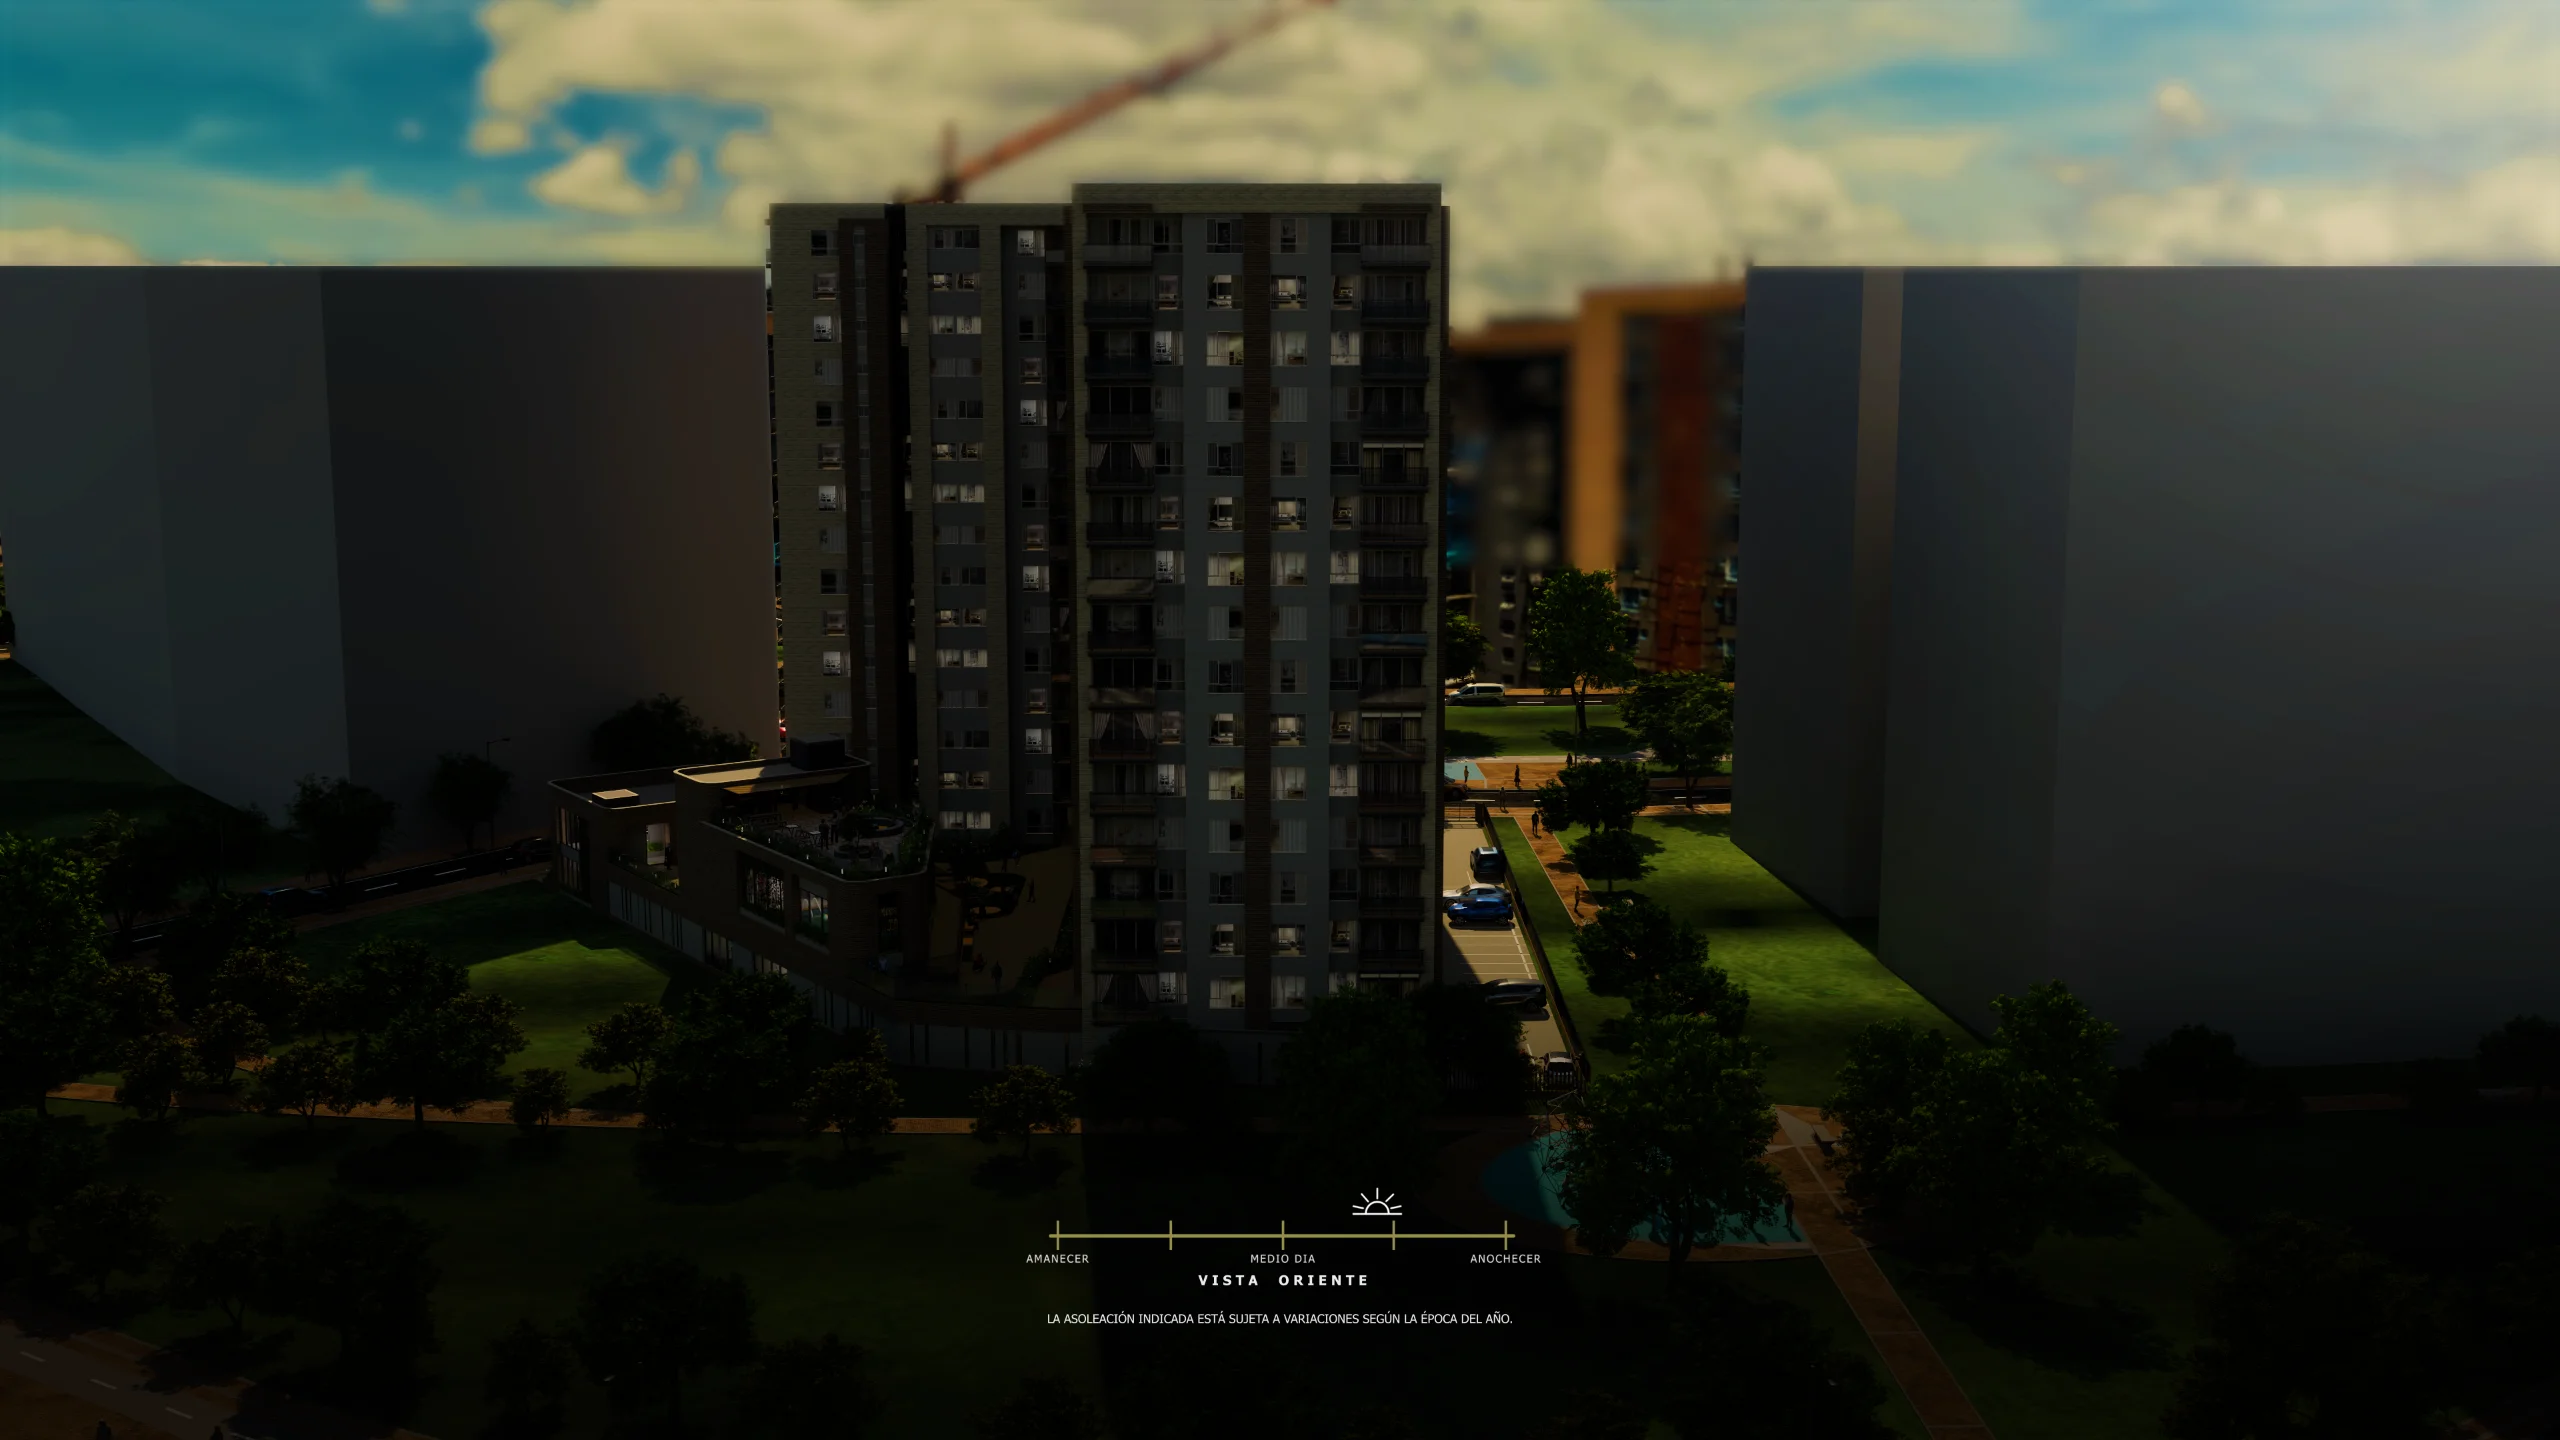 AMANECER MEDIO DIA ANOCHECER
VISTA ORIENTE
LA ASOLEACIÓN INDICADA ESTÁ SUJETA A VARIACIONES SEGÚN LA ÉPOCA DEL AÑO.